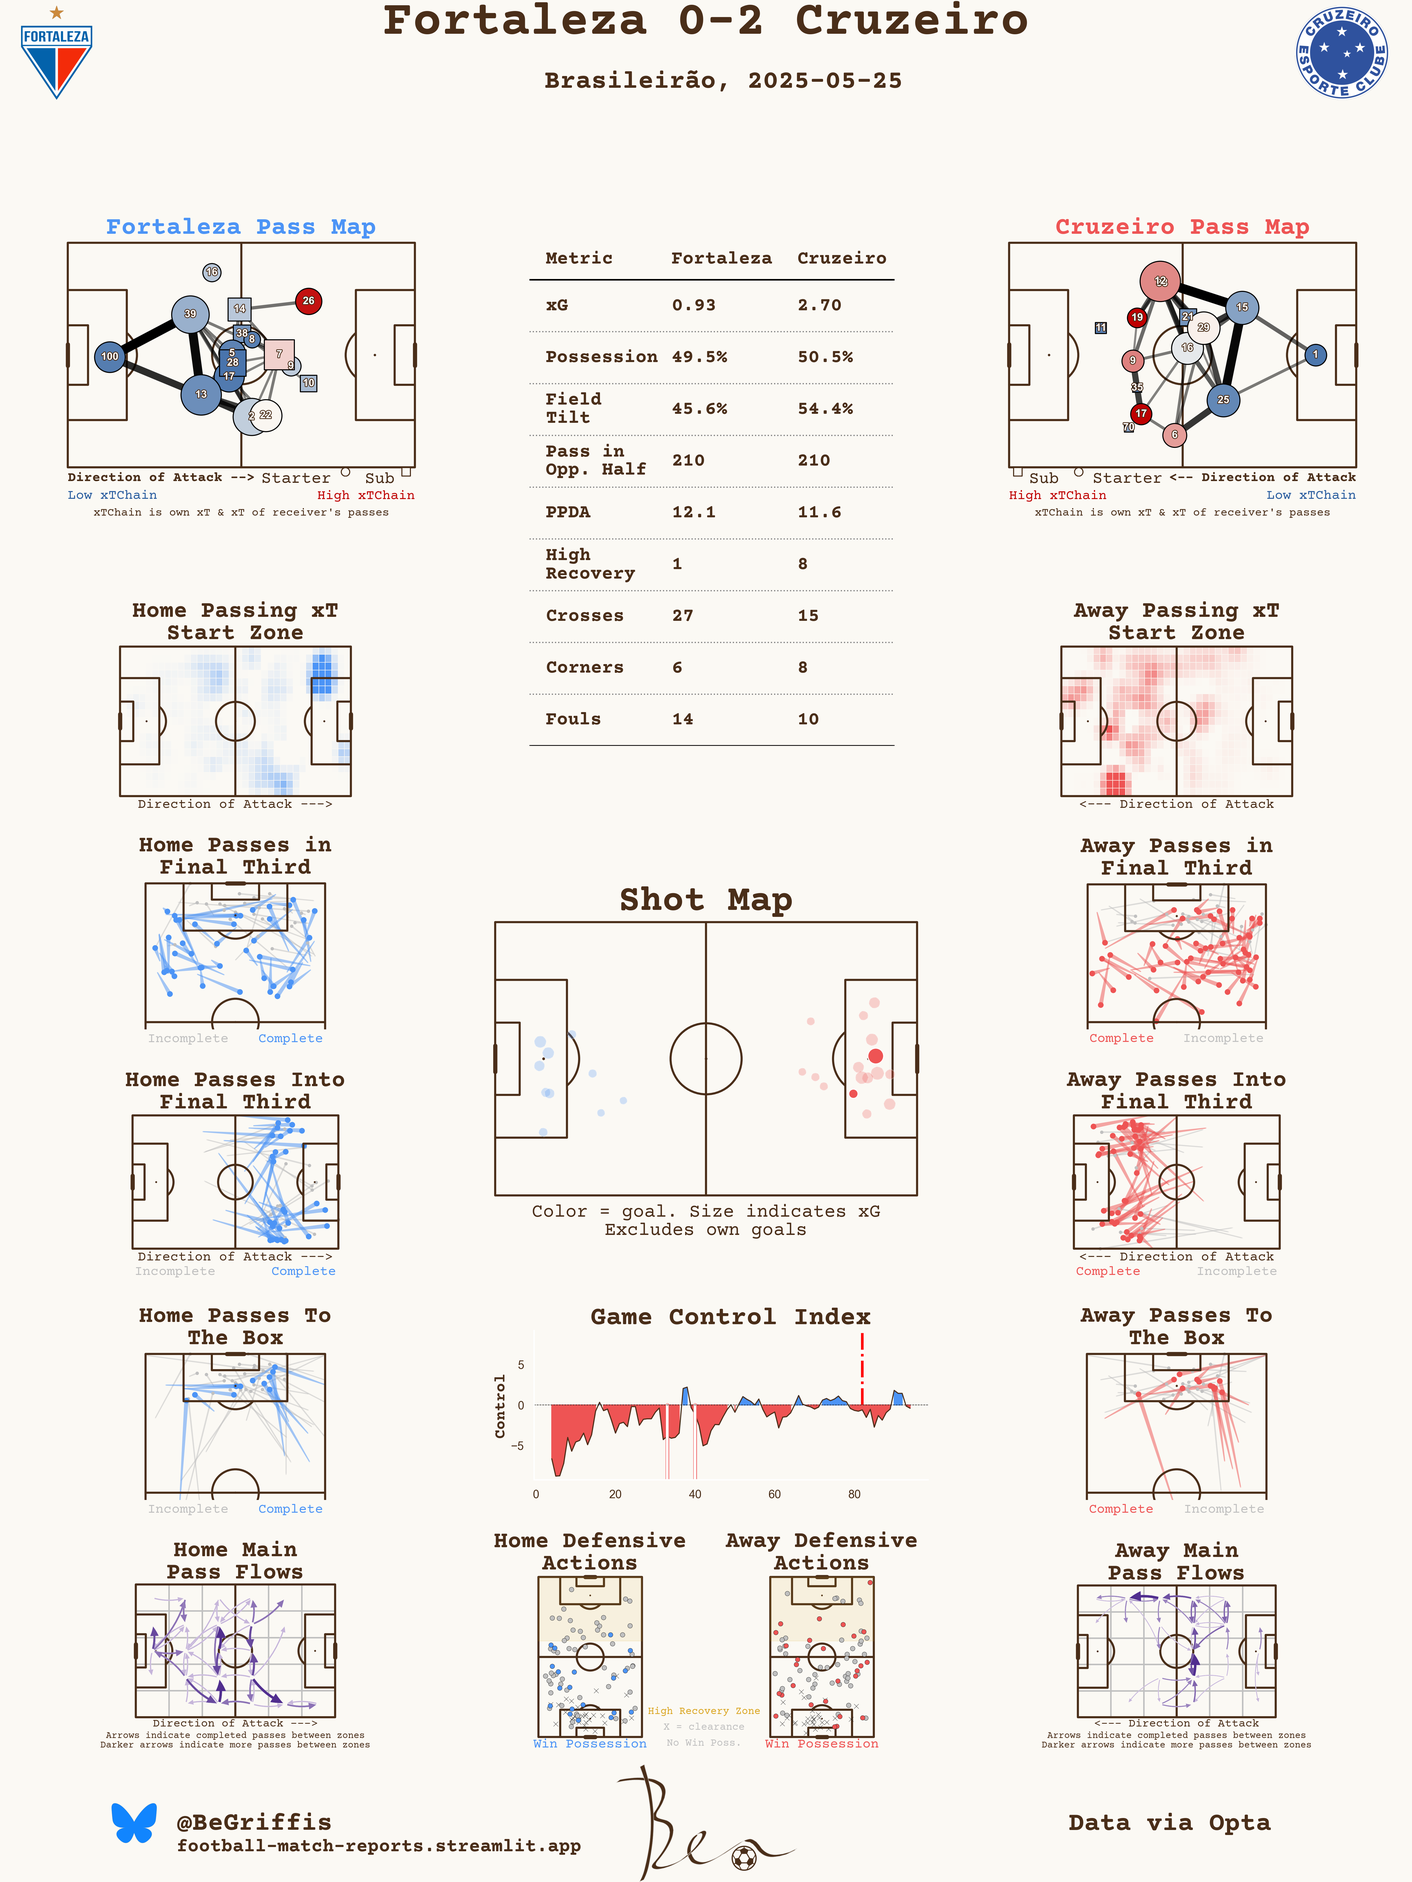 Fortaleza 0-2 Cruzeiro
Brasileirão, 2025-05-25
FORTALEZA
CRUZEIRO
ESPORTE CLUBE
Fortaleza Pass Map
16
39
14
26
38
8
5
7
100
28
9
17
10
13
2
22
Direction of Attack --> Starter Sub
Low xTChain High xTChain
xTChain is own xT & xT of receiver's passes
Metric Fortaleza Cruzeiro
xG 0.93 2.70
Possession 49.5% 50.5%
Field
Tilt 45.6% 54.4%
Pass in
Opp. Half 210 210
PPDA 12.1 11.6
High
Recovery 1 8
Crosses 27 15
Corners 6 8
Fouls 14 10
Cruzeiro Pass Map
12
15
19
21
11
29
16
1
9
35
25
17
70
6
Sub Starter <-- Direction of Attack
High xTChain Low xTChain
xTChain is own xT & xT of receiver's passes
Home Passing xT
Start Zone
Direction of Attack --->
Away Passing xT
Start Zone
<--- Direction of Attack
Home Passes in
Final Third
Incomplete Complete
Away Passes in
Final Third
Complete Incomplete
Shot Map
Color = goal. Size indicates xG
Excludes own goals
Home Passes Into
Final Third
Direction of Attack --->
Incomplete Complete
Away Passes Into
Final Third
<--- Direction of Attack
Complete Incomplete
Home Passes To
The Box
Incomplete Complete
Game Control Index
Control
5
0
−5
0 20 40 60 80
Away Passes To
The Box
Complete Incomplete
Home Main
Pass Flows
Direction of Attack --->
Arrows indicate completed passes between zones
Darker arrows indicate more passes between zones
Home Defensive
Actions
Win Possession
Away Defensive
Actions
Win Possession
High Recovery Zone
X = clearance
No Win Poss.
Away Main
Pass Flows
<--- Direction of Attack
Arrows indicate completed passes between zones
Darker arrows indicate more passes between zones
@BeGriffis
football-match-reports.streamlit.app
Ben
Data via Opta